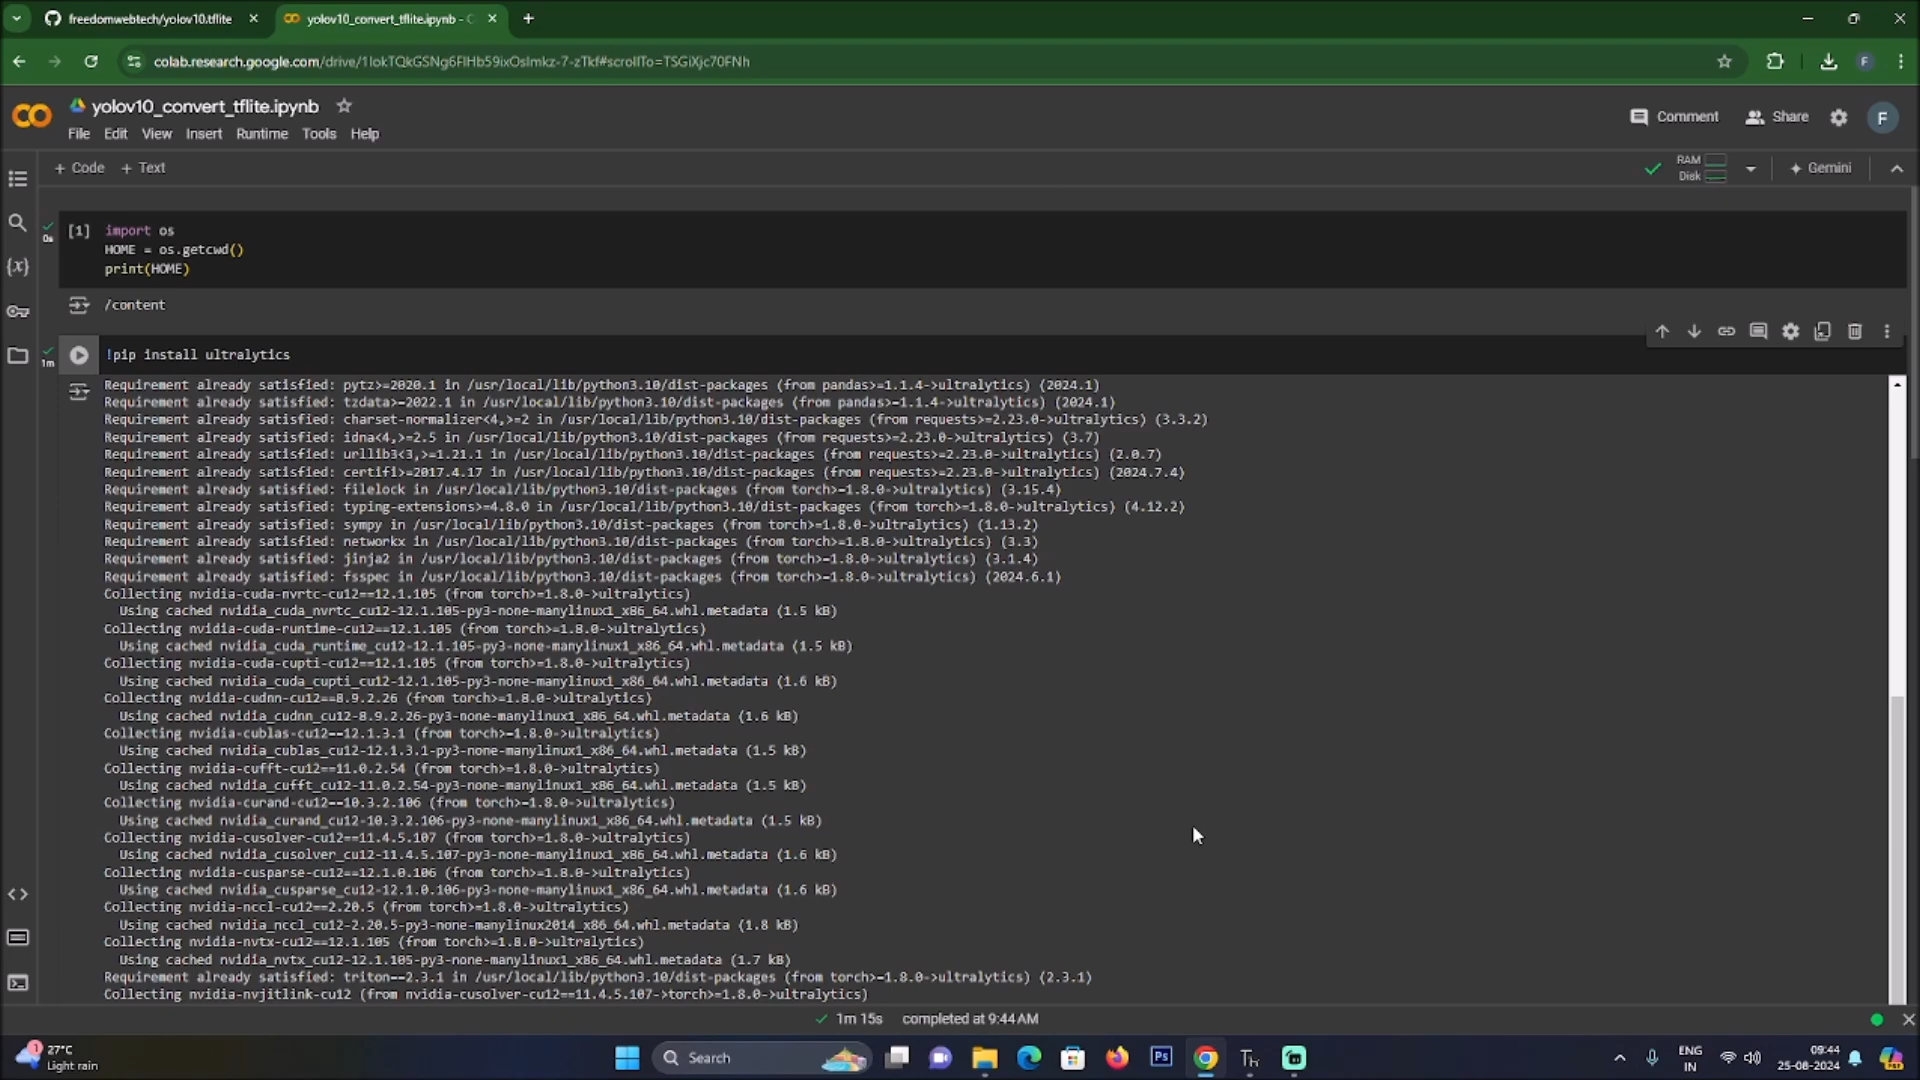 freedomwebtech/yolov10.tflite
yolov10_convert_tflite.ipynb - C
colab.research.google.com/drive/1IokTQkGSNg6FlHb59ixOsImkz-7-zTkf#scrollTo=TSGiXjc70FNh
F
yolov10_convert_tflite.ipynb
File Edit View Insert Runtime Tools Help
Comment Share F
+ Code + Text
RAM
Disk
Gemini
[1] import os
0s
HOME = os.getcwd()
print(HOME)
/content
1m
!pip install ultralytics
Requirement already satisfied: pytz>=2020.1 in /usr/local/lib/python3.10/dist-packages (from pandas>=1.1.4->ultralytics) (2024.1)
Requirement already satisfied: tzdata>=2022.1 in /usr/local/lib/python3.10/dist-packages (from pandas>=1.1.4->ultralytics) (2024.1)
Requirement already satisfied: charset-normalizer<4,>=2 in /usr/local/lib/python3.10/dist-packages (from requests>=2.23.0->ultralytics) (3.3.2)
Requirement already satisfied: idna<4,>=2.5 in /usr/local/lib/python3.10/dist-packages (from requests>=2.23.0->ultralytics) (3.7)
Requirement already satisfied: urllib3<3,>=1.21.1 in /usr/local/lib/python3.10/dist-packages (from requests>=2.23.0->ultralytics) (2.0.7)
Requirement already satisfied: certifi>=2017.4.17 in /usr/local/lib/python3.10/dist-packages (from requests>=2.23.0->ultralytics) (2024.7.4)
Requirement already satisfied: filelock in /usr/local/lib/python3.10/dist-packages (from torch>=1.8.0->ultralytics) (3.15.4)
Requirement already satisfied: typing-extensions>=4.8.0 in /usr/local/lib/python3.10/dist-packages (from torch>=1.8.0->ultralytics) (4.12.2)
Requirement already satisfied: sympy in /usr/local/lib/python3.10/dist-packages (from torch>=1.8.0->ultralytics) (1.13.2)
Requirement already satisfied: networkx in /usr/local/lib/python3.10/dist-packages (from torch>=1.8.0->ultralytics) (3.3)
Requirement already satisfied: jinja2 in /usr/local/lib/python3.10/dist-packages (from torch>=1.8.0->ultralytics) (3.1.4)
Requirement already satisfied: fsspec in /usr/local/lib/python3.10/dist-packages (from torch>=1.8.0->ultralytics) (2024.6.1)
Collecting nvidia-cuda-nvrtc-cu12==12.1.105 (from torch>=1.8.0->ultralytics)
Using cached nvidia_cuda_nvrtc_cu12-12.1.105-py3-none-manylinux1_x86_64.whl.metadata (1.5 kB)
Collecting nvidia-cuda-runtime-cu12==12.1.105 (from torch>=1.8.0->ultralytics)
Using cached nvidia_cuda_runtime_cu12-12.1.105-py3-none-manylinux1_x86_64.whl.metadata (1.5 kB)
Collecting nvidia-cuda-cupti-cu12==12.1.105 (from torch>=1.8.0->ultralytics)
Using cached nvidia_cuda_cupti_cu12-12.1.105-py3-none-manylinux1_x86_64.whl.metadata (1.6 kB)
Collecting nvidia-cudnn-cu12==8.9.2.26 (from torch>=1.8.0->ultralytics)
Using cached nvidia_cudnn_cu12-8.9.2.26-py3-none-manylinux1_x86_64.whl.metadata (1.6 kB)
Collecting nvidia-cublas-cu12==12.1.3.1 (from torch>=1.8.0->ultralytics)
Using cached nvidia_cublas_cu12-12.1.3.1-py3-none-manylinux1_x86_64.whl.metadata (1.5 kB)
Collecting nvidia-cufft-cu12==11.0.2.54 (from torch>=1.8.0->ultralytics)
Using cached nvidia_cufft_cu12-11.0.2.54-py3-none-manylinux1_x86_64.whl.metadata (1.5 kB)
Collecting nvidia-curand-cu12==10.3.2.106 (from torch>=1.8.0->ultralytics)
Using cached nvidia_curand_cu12-10.3.2.106-py3-none-manylinux1_x86_64.whl.metadata (1.5 kB)
Collecting nvidia-cusolver-cu12==11.4.5.107 (from torch>=1.8.0->ultralytics)
Using cached nvidia_cusolver_cu12-11.4.5.107-py3-none-manylinux1_x86_64.whl.metadata (1.6 kB)
Collecting nvidia-cusparse-cu12==12.1.0.106 (from torch>=1.8.0->ultralytics)
Using cached nvidia_cusparse_cu12-12.1.0.106-py3-none-manylinux1_x86_64.whl.metadata (1.6 kB)
Collecting nvidia-nccl-cu12==2.20.5 (from torch>=1.8.0->ultralytics)
Using cached nvidia_nccl_cu12-2.20.5-py3-none-manylinux2014_x86_64.whl.metadata (1.8 kB)
Collecting nvidia-nvtx-cu12==12.1.105 (from torch>=1.8.0->ultralytics)
Using cached nvidia_nvtx_cu12-12.1.105-py3-none-manylinux1_x86_64.whl.metadata (1.7 kB)
Requirement already satisfied: triton==2.3.1 in /usr/local/lib/python3.10/dist-packages (from torch>=1.8.0->ultralytics) (2.3.1)
Collecting nvidia-nvjitlink-cu12 (from nvidia-cusolver-cu12==11.4.5.107->torch>=1.8.0->ultralytics)
1m 15s completed at 9:44 AM
1
27°C
Light rain
Search
Ps
ENG
IN
09:44
25-08-2024